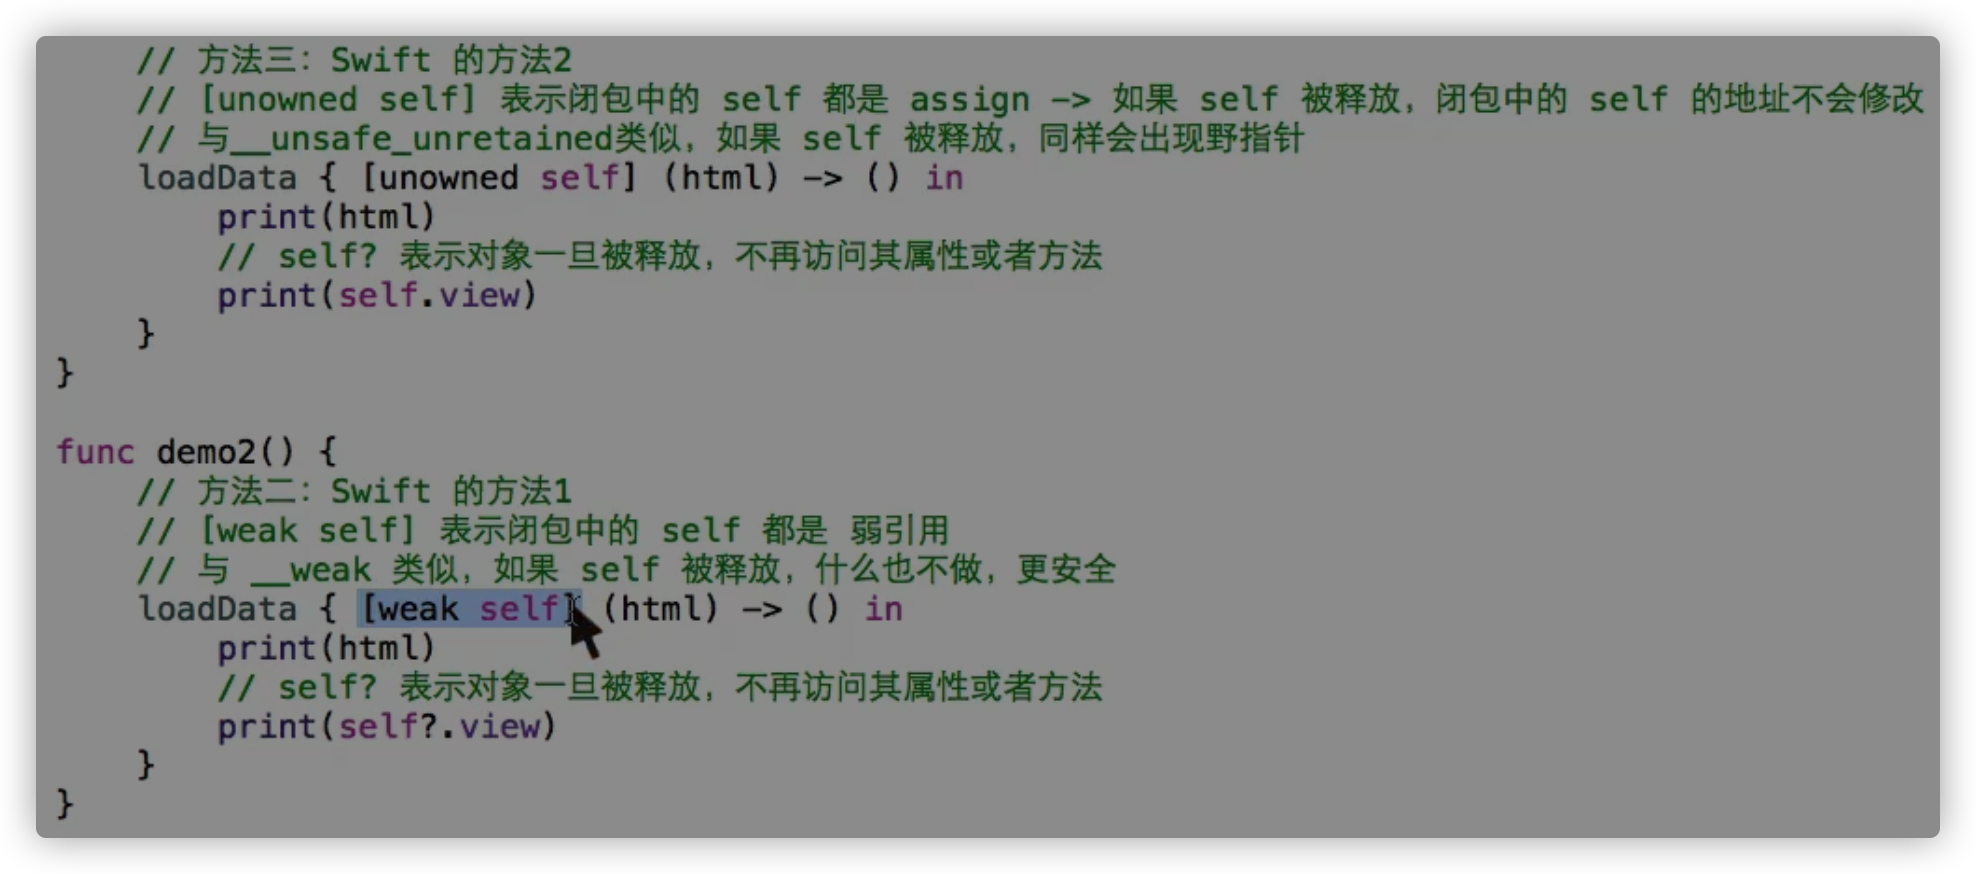 // 方法三：Swift 的方法2
// [unowned self] 表示闭包中的 self 都是 assign -> 如果 self 被释放，闭包中的 self 的地址不会修改
// 与__unsafe_unretained类似，如果 self 被释放，同样会出现野指针
loadData { [unowned self] (html) -> () in
print(html)
// self? 表示对象一旦被释放，不再访问其属性或者方法
print(self.view)
}
}
func demo2() {
// 方法二：Swift 的方法1
// [weak self] 表示闭包中的 self 都是 弱引用
// 与 __weak 类似，如果 self 被释放，什么也不做，更安全
loadData { [weak self] (html) -> () in
print(html)
// self? 表示对象一旦被释放，不再访问其属性或者方法
print(self?.view)
}
}